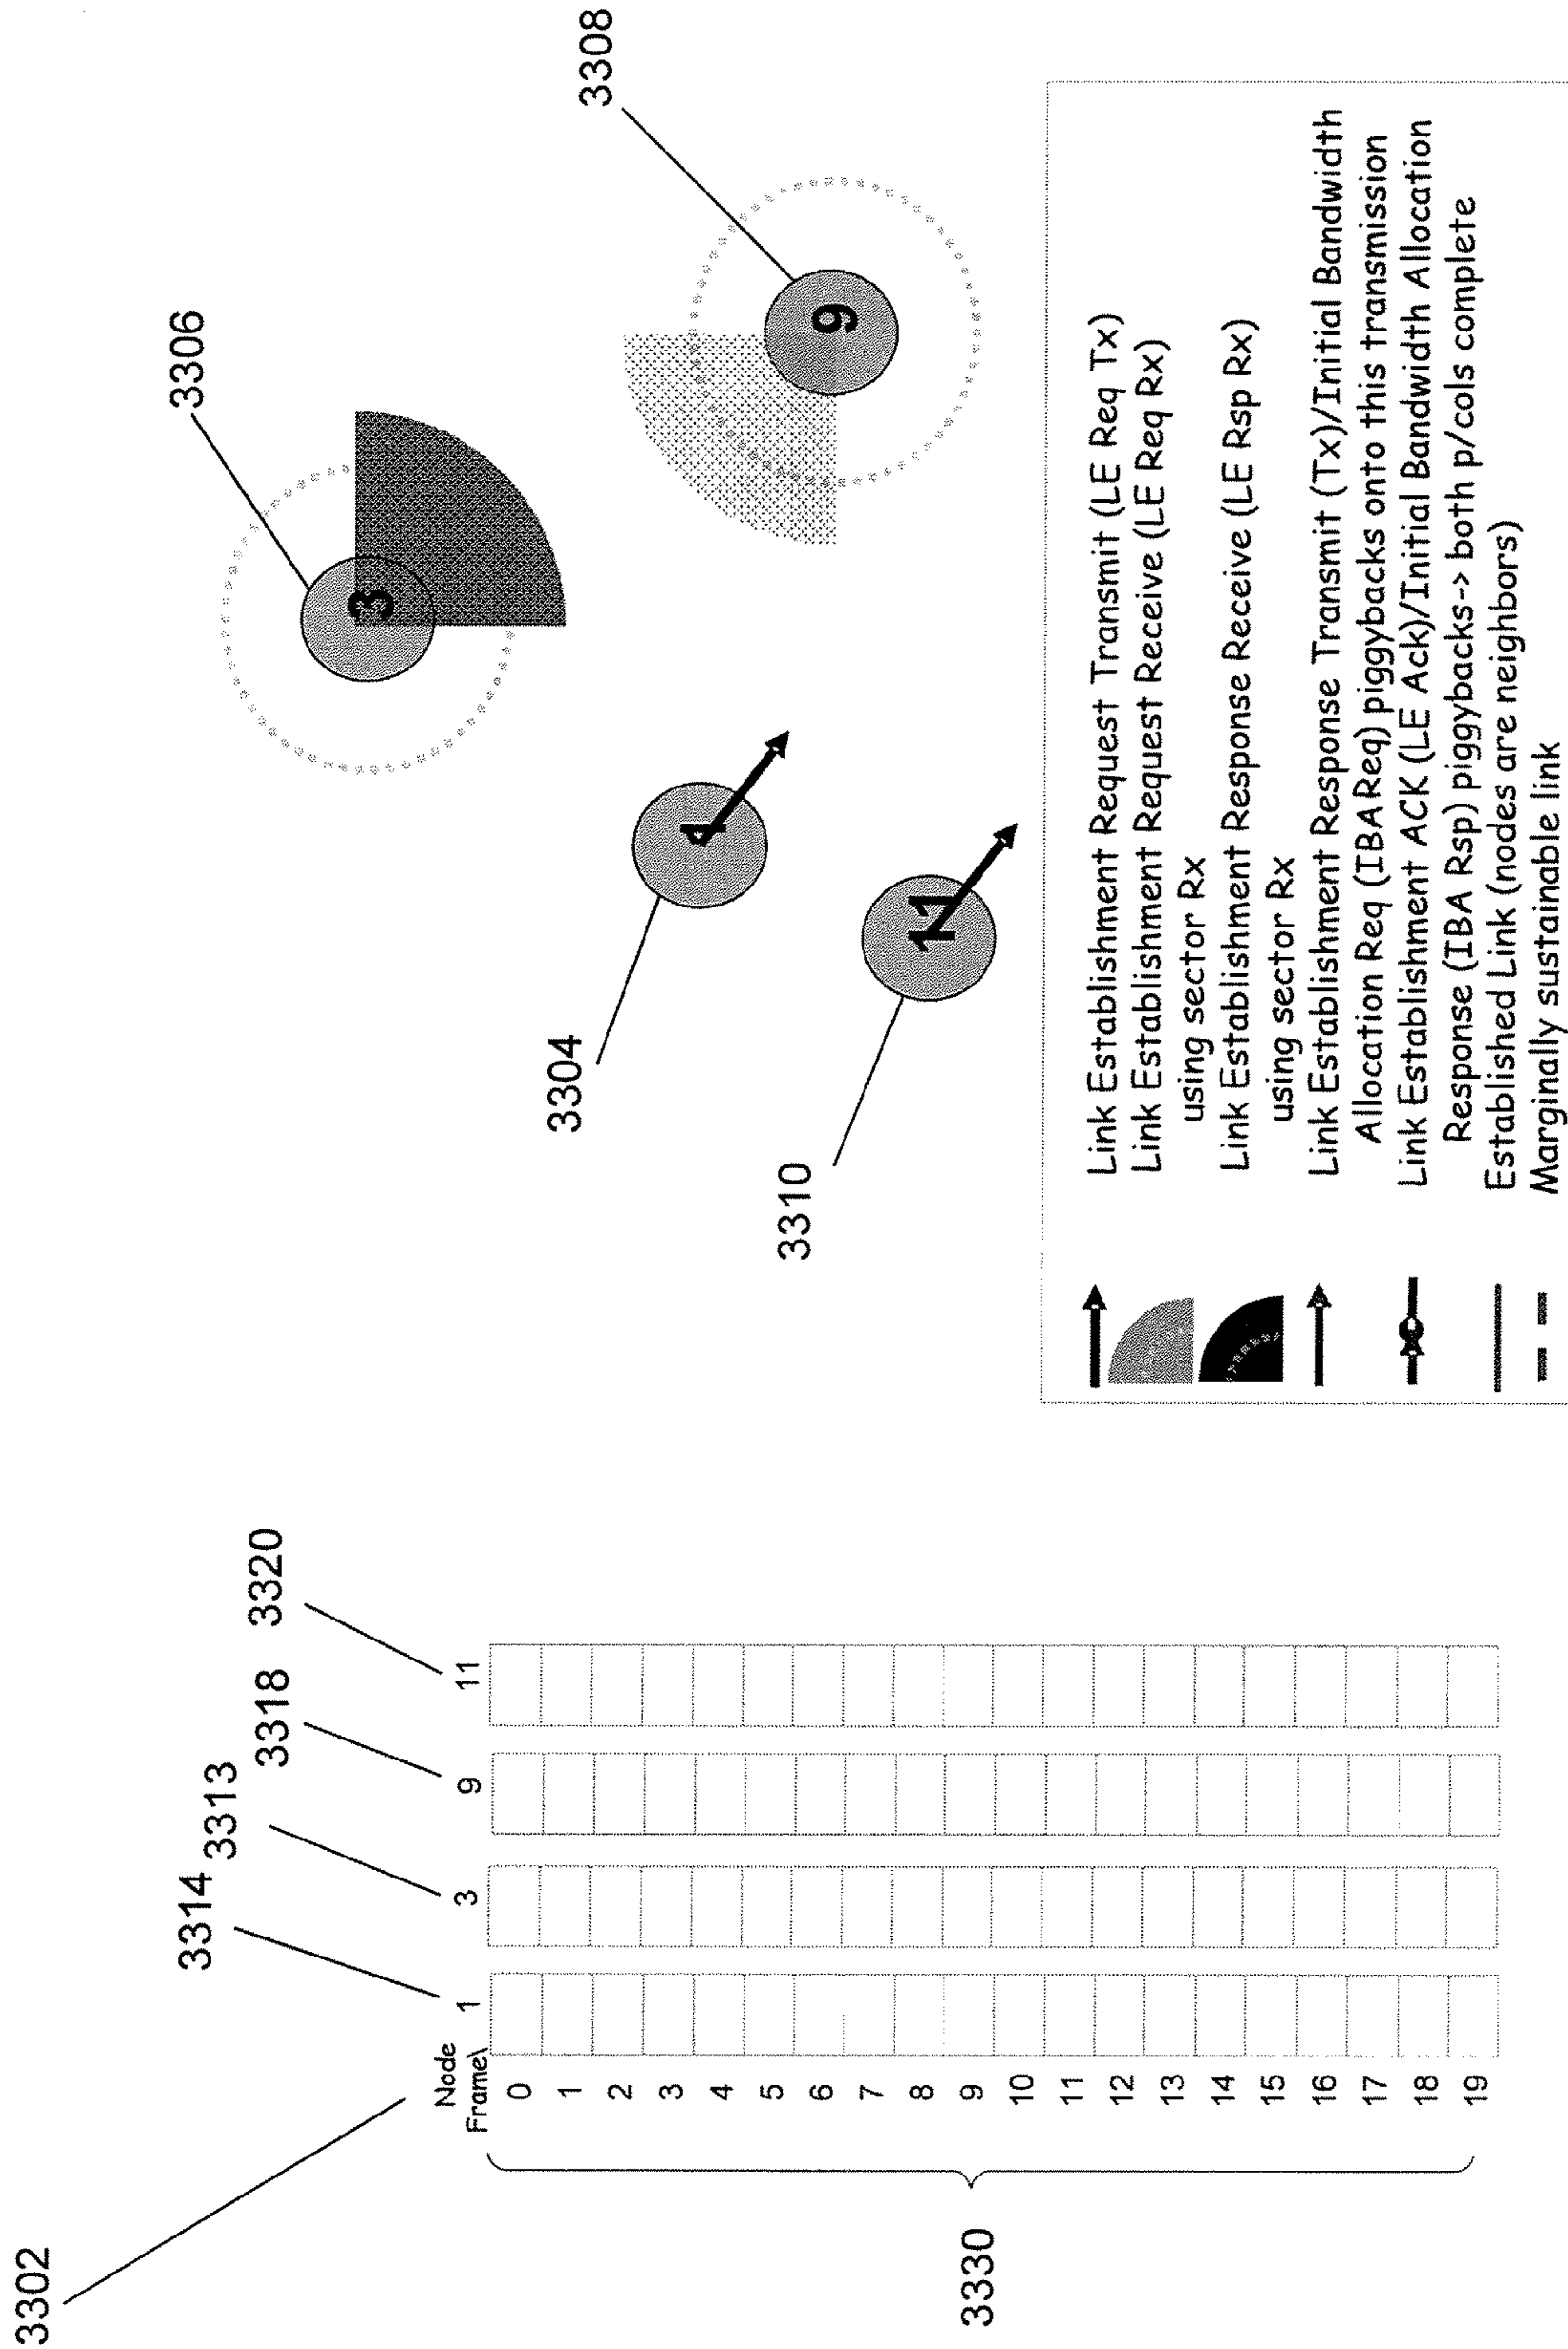 3302
3314
3313
3318
3320
Node
Frame\
1
3
9
11
0
1
2
3
4
5
6
7
8
9
10
11
12
13
14
15
16
17
18
19
3330
3306
3308
3304
3310
3
9
1
11
Link Establishment Request Transmit (LE Req Tx)
Link Establishment Request Receive (LE Req Rx)
using sector Rx
Link Establishment Response Receive (LE Rsp Rx)
using sector Rx
Link Establishment Response Transmit (Tx)/Initial Bandwidth
Allocation Req (IBA Req) piggybacks onto this transmission
Link Establishment ACK (LE Ack)/Initial Bandwidth Allocation
Response (IBA Rsp) piggybacks-> both p/cols complete
Established Link (nodes are neighbors)
Marginally sustainable link